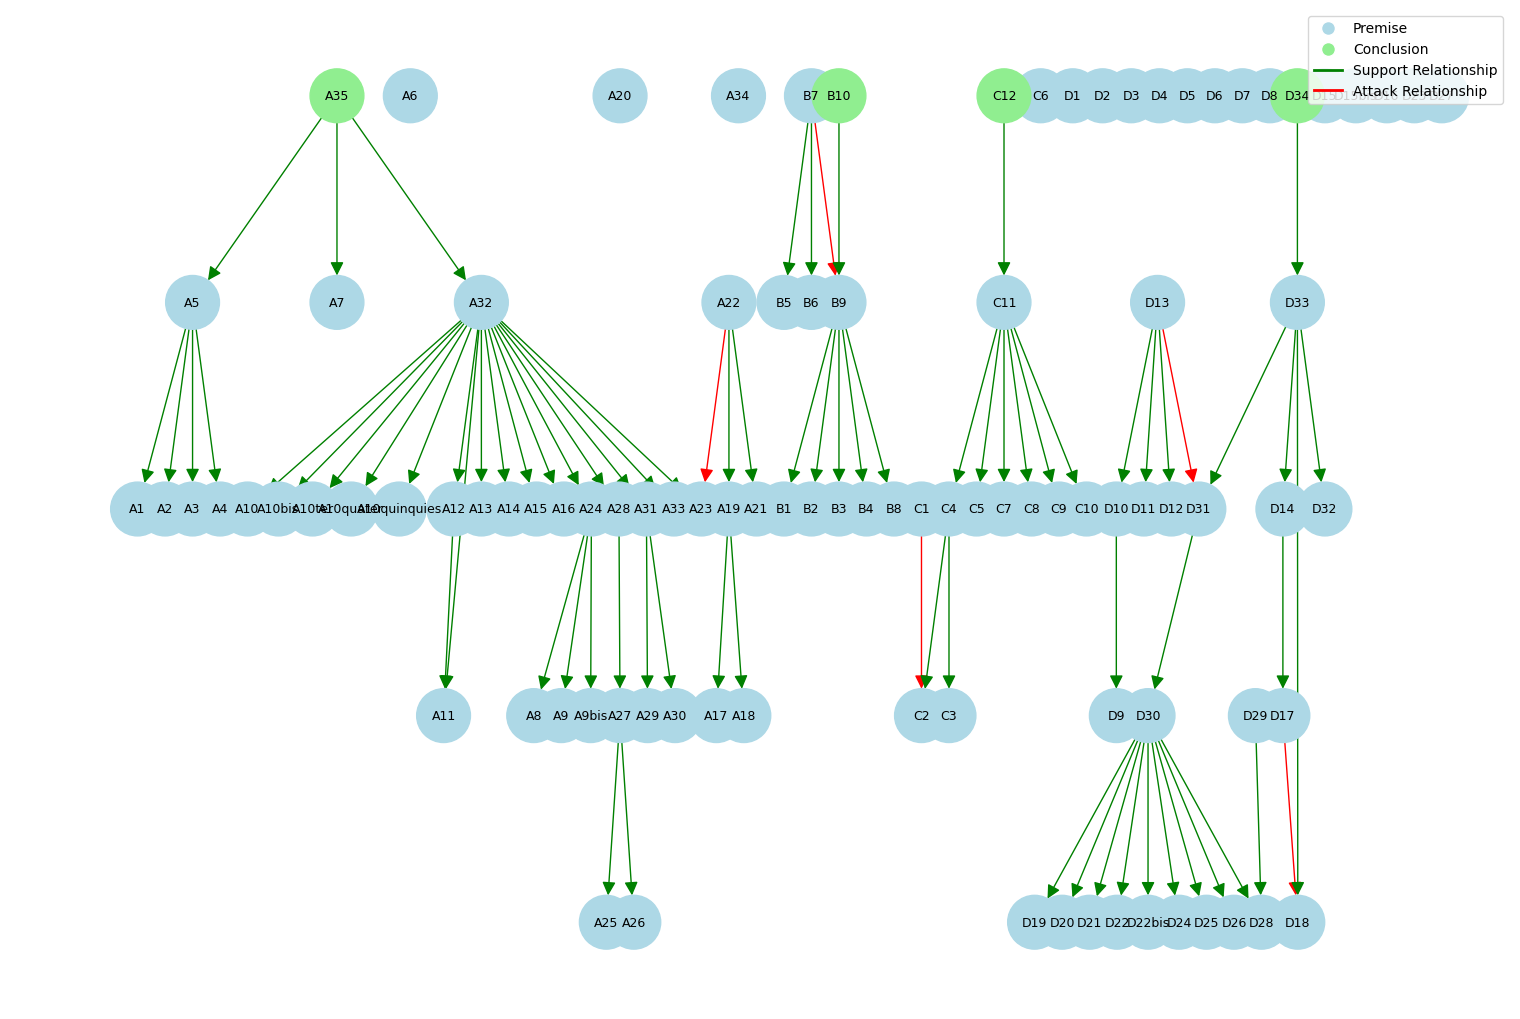 Premise
Conclusion
Support Relationship
Attack Relationship
A35 A6 A20 A34 B7 B10 C12 C6 D1 D2 D3 D4 D5 D6 D7 D8 D34 D15
A5 A7 A32 A22 B5 B6 B9 C11 D13 D33
A1 A2 A3 A4 A10 A10bis A10ter A10quater A10quinquies A12 A13 A14 A15 A16 A24 A28 A31 A33 A23 A19 A21 B1 B2 B3 B4 B8 C1 C4 C5 C7 C8 C9 C10 D10 D11 D12 D31 D14 D32
A11 A8 A9 A9bis A27 A29 A30 A17 A18 C2 C3 D9 D30 D29 D17
A25 A26 D19 D20 D21 D22 D22bis D24 D25 D26 D28 D18